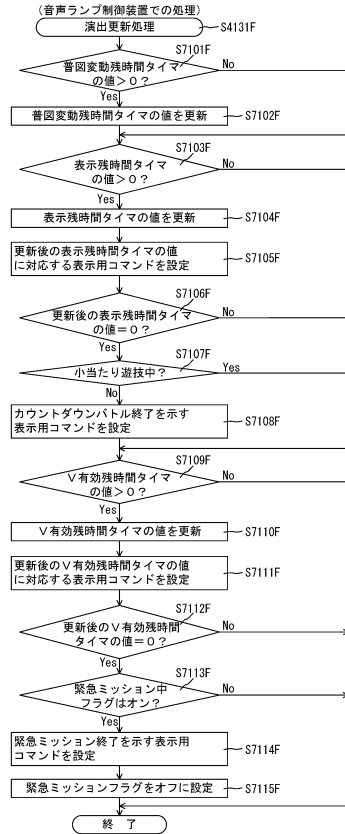 （音声ランプ制御装置での処理）
演出更新処理
S4131F
S7101F
普図変動残時間タイマ
の値＞０？
No
Yes
普図変動残時間タイマの値を更新
S7102F
S7103F
表示残時間タイマ
の値＞０？
No
Yes
表示残時間タイマの値を更新
S7104F
更新後の表示残時間タイマの値
に対応する表示用コマンドを設定
S7105F
S7106F
更新後の表示残時間タイマ
の値＝０？
No
Yes
S7107F
小当たり遊技中？
Yes
No
カウントダウンバトル終了を示す
表示用コマンドを設定
S7108F
S7109F
Ｖ有効残時間タイマ
の値＞０？
No
Yes
Ｖ有効残時間タイマの値を更新
S7110F
更新後のＶ有効残時間タイマの値
に対応する表示用コマンドを設定
S7111F
S7112F
更新後のＶ有効残時間
タイマの値＝０？
No
Yes
S7113F
緊急ミッション中
フラグはオン？
No
Yes
緊急ミッション終了を示す表示用
コマンドを設定
S7114F
緊急ミッションフラグをオフに設定
S7115F
終 了